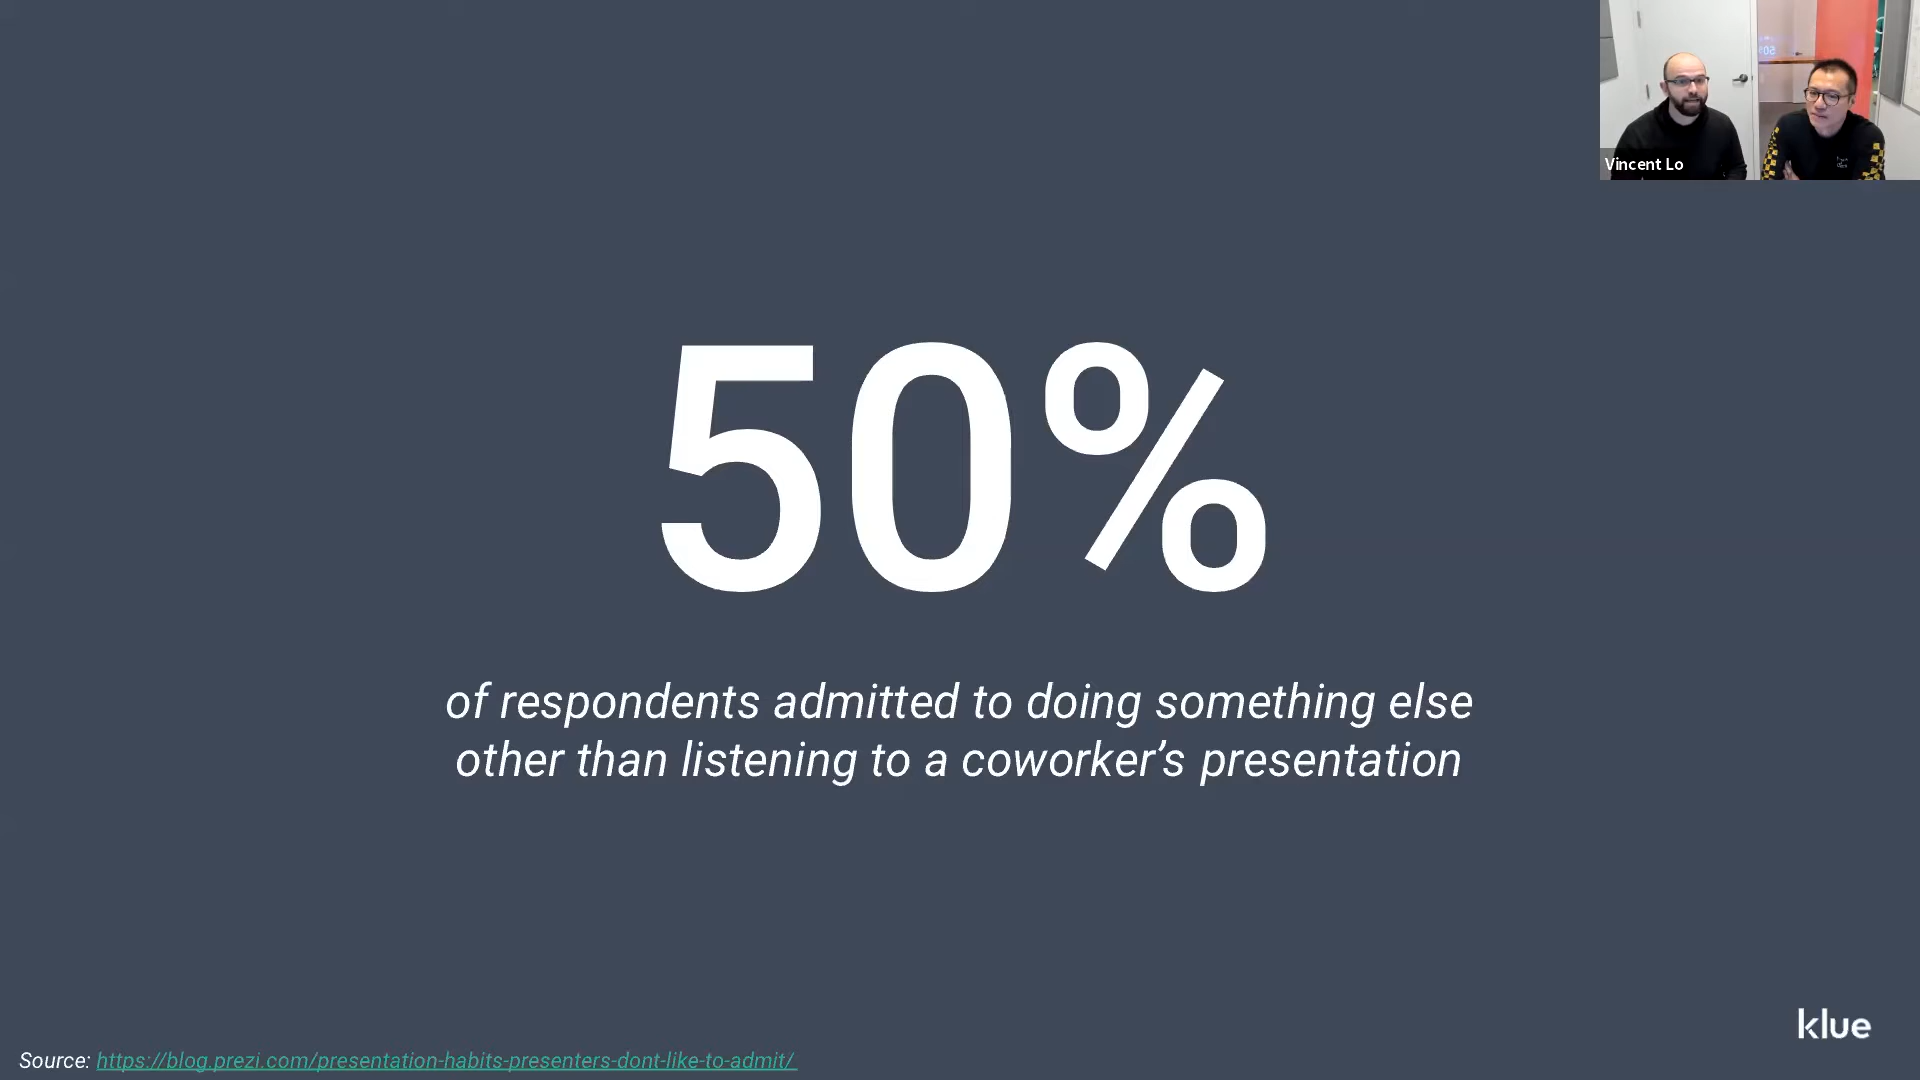 Vincent Lo
50%
of respondents admitted to doing something else
other than listening to a coworker’s presentation
klue
Source: https://blog.prezi.com/presentation-habits-presenters-dont-like-to-admit/